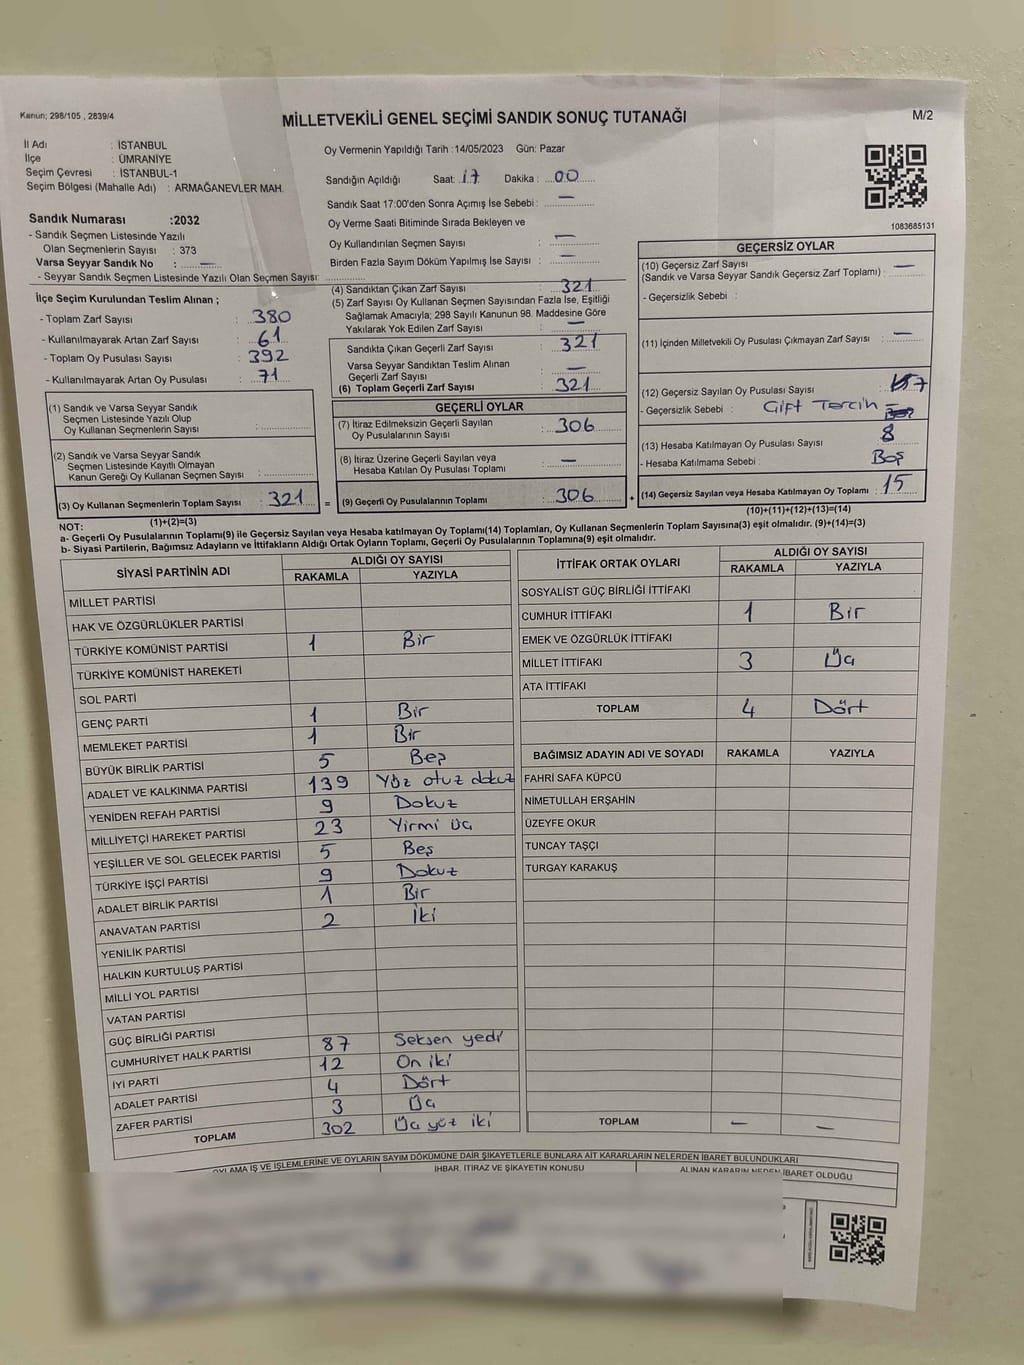 Kanun; 298/105 , 2839/4
MİLLETVEKİLİ GENEL SEÇİMİ SANDIK SONUÇ TUTANAĞI
M/2
İl Adı : İSTANBUL
İlçe : ÜMRANİYE
Seçim Çevresi : İSTANBUL-1
Seçim Bölgesi (Mahalle Adı) : ARMAĞANEVLER MAH.
Sandık Numarası :2032
- Sandık Seçmen Listesinde Yazılı
Olan Seçmenlerin Sayısı : 373
Varsa Seyyar Sandık No : —
- Seyyar Sandık Seçmen Listesinde Yazılı Olan Seçmen Sayısı:
Oy Vermenin Yapıldığı Tarih :14/05/2023 Gün: Pazar
Sandığın Açıldığı Saat: 17 Dakika : 00
Sandık Saat 17:00'den Sonra Açımış İse Sebebi : —
Oy Verme Saati Bitiminde Sırada Bekleyen ve
Oy Kullandırılan Seçmen Sayısı : —
Birden Fazla Sayım Döküm Yapılmış İse Sayısı : —
1083685131
İlçe Seçim Kurulundan Teslim Alınan ;
- Toplam Zarf Sayısı : 380
- Kullanılmayarak Artan Zarf Sayısı : 61
- Toplam Oy Pusulası Sayısı : 392
- Kullanılmayarak Artan Oy Pusulası : 71
(1) Sandık ve Varsa Seyyar Sandık
Seçmen Listesinde Yazılı Olup
Oy Kullanan Seçmenlerin Sayısı :
(2) Sandık ve Varsa Seyyar Sandık
Seçmen Listesinde Kayıtlı Olmayan
Kanun Gereği Oy Kullanan Seçmen Sayısı :
(3) Oy Kullanan Seçmenlerin Toplam Sayısı : 321
(1)+(2)=(3)
(4) Sandıktan Çıkan Zarf Sayısı : 321
(5) Zarf Sayısı Oy Kullanan Seçmen Sayısından Fazla İse, Eşitliği
Sağlamak Amacıyla; 298 Sayılı Kanunun 98. Maddesine Göre
Yakılarak Yok Edilen Zarf Sayısı : —
Sandıkta Çıkan Geçerli Zarf Sayısı : 321
Varsa Seyyar Sandıktan Teslim Alınan
Geçerli Zarf Sayısı : —
(6) Toplam Geçerli Zarf Sayısı : 321
GEÇERLİ OYLAR
(7) İtiraz Edilmeksizin Geçerli Sayılan
Oy Pusulalarının Sayısı : 306
(8) İtiraz Üzerine Geçerli Sayılan veya
Hesaba Katılan Oy Pusulası Toplamı : —
= (9) Geçerli Oy Pusulalarının Toplamı : 306 +
GEÇERSİZ OYLAR
(10) Geçersiz Zarf Sayısı
(Sandık ve Varsa Seyyar Sandık Geçersiz Zarf Toplamı) : —
- Geçersizlik Sebebi :
(11) İçinden Milletvekili Oy Pusulası Çıkmayan Zarf Sayısı : —
(12) Geçersiz Sayılan Oy Pusulası Sayısı : 7
- Geçersizlik Sebebi : Çift Tercih
(13) Hesaba Katılmayan Oy Pusulası Sayısı : 8
- Hesaba Katılmama Sebebi : Boş
(14) Geçersiz Sayılan veya Hesaba Katılmayan Oy Toplamı : 15
(10)+(11)+(12)+(13)=(14)
NOT:
a- Geçerli Oy Pusulasının Toplamı(9) ile Geçersiz Sayılan veya Hesaba katılmayan Oy Toplamı(14) Toplamları, Oy Kullanan Seçmenlerin Toplam Sayısına(3) eşit olmalıdır. (9)+(14)=(3)
b- Siyasi Partilerin, Bağımsız Adayların ve İttifakların Aldığı Ortak Oyların Toplamı, Geçerli Oy Pusulasının Toplamına(9) eşit olmalıdır.
SİYASİ PARTİNİN ADI ALDIĞI OY SAYISI
RAKAMLA YAZIYLA
MİLLET PARTİSİ
HAK VE ÖZGÜRLÜKLER PARTİSİ
TÜRKİYE KOMÜNİST PARTİSİ 1 Bir
TÜRKİYE KOMÜNİST HAREKETİ
SOL PARTİ
GENÇ PARTİ 1 Bir
MEMLEKET PARTİSİ 1 Bir
BÜYÜK BİRLİK PARTİSİ 5 Beş
ADALET VE KALKINMA PARTİSİ 139 Yüz otuz dokuz
YENİDEN REFAH PARTİSİ 9 Dokuz
MİLLİYETÇİ HAREKET PARTİSİ 23 Yirmi üç
YEŞİLLER VE SOL GELECEK PARTİSİ 5 Beş
TÜRKİYE İŞÇİ PARTİSİ 9 Dokuz
ADALET BİRLİK PARTİSİ 1 Bir
ANAVATAN PARTİSİ 2 İki
YENİLİK PARTİSİ
HALKIN KURTULUŞ PARTİSİ
MİLLİ YOL PARTİSİ
VATAN PARTİSİ
GÜÇ BİRLİĞİ PARTİSİ
CUMHURİYET HALK PARTİSİ 87 Seksen yedi
İYİ PARTİ 12 On iki
ADALET PARTİSİ 4 Dört
ZAFER PARTİSİ 3 Üç
TOPLAM 302 Üç yüz iki
İTTİFAK ORTAK OYLARI ALDIĞI OY SAYISI
RAKAMLA YAZIYLA
SOSYALİST GÜÇ BİRLİĞİ İTTİFAKI
CUMHUR İTTİFAKI 1 Bir
EMEK VE ÖZGÜRLÜK İTTİFAKI
MİLLET İTTİFAKI 3 Üç
ATA İTTİFAKI
TOPLAM 4 Dört
BAĞIMSIZ ADAYIN ADI VE SOYADI RAKAMLA YAZIYLA
FAHRİ SAFA KÜPCÜ
NİMETULLAH ERŞAHİN
ÜZEYFE OKUR
TUNCAY TAŞÇI
TURGAY KARAKUŞ
TOPLAM — —
OYLAMA İŞ VE İŞLEMLERİNE VE OYLARIN SAYIM DÖKÜMÜNE DAİR ŞİKAYETLERLE BUNLARA AİT KARARLARIN NELERDEN İBARET BULUNDUKLARI
İHBAR, İTİRAZ VE ŞİKAYETİN KONUSU ALINAN KARARIN NEDEN İBARET OLDUĞU